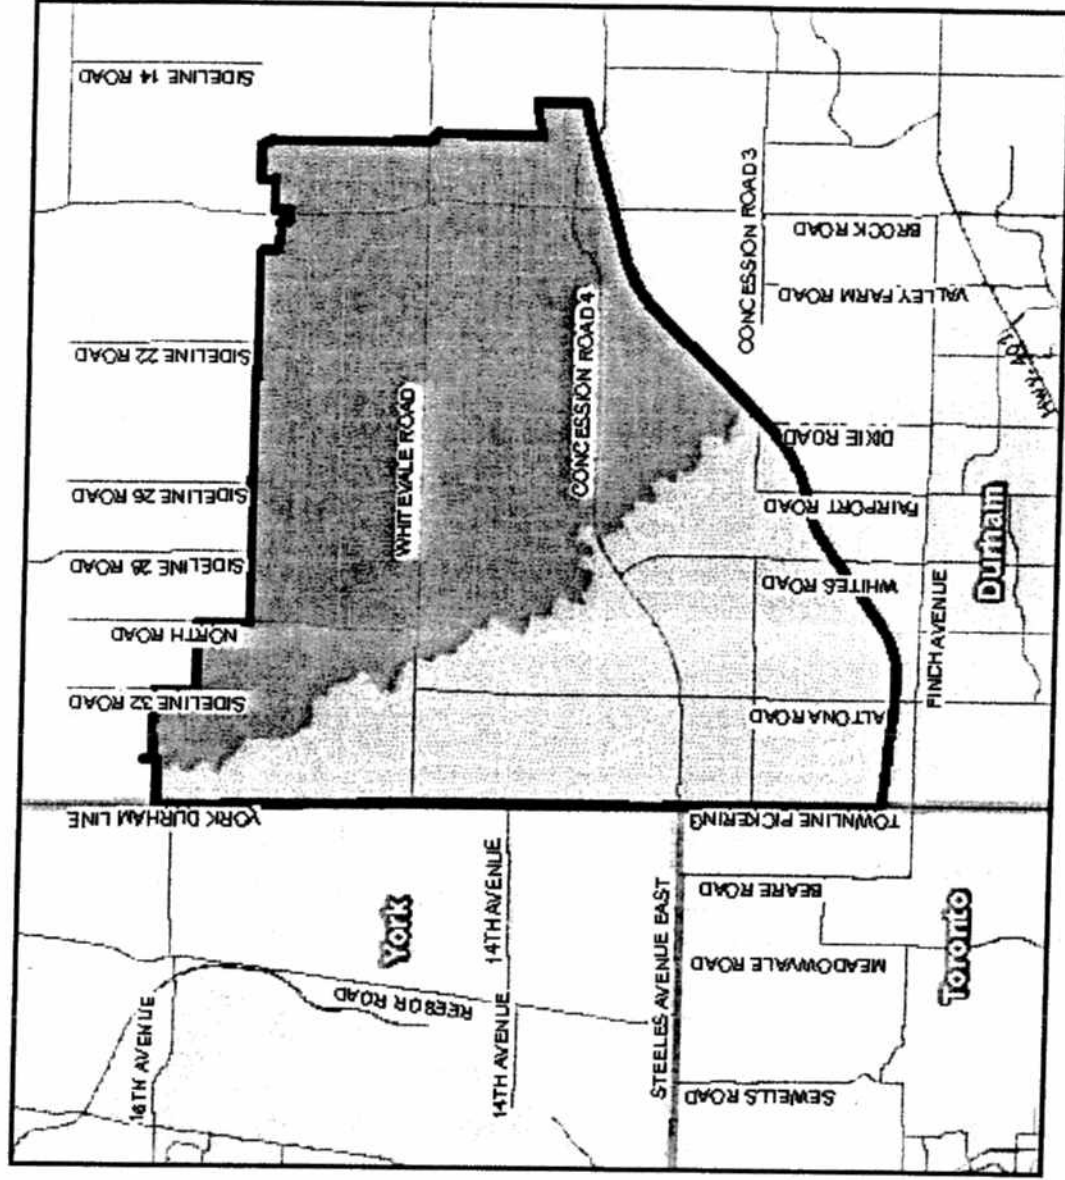 SIDELINE 14 ROAD
SIDELINE 22 ROAD
SIDELINE 26 ROAD
SIDELINE 28 ROAD
NORTH ROAD
SIDELINE 32 ROAD
YORK DURHAM LINE
WHITEVALE ROAD
CONCESSION ROAD 4
CONCESSION ROAD 3
BROCK ROAD
VALLEY FARM ROAD
HWY 401
DIXIE ROAD
FAIRPORT ROAD
WHITES ROAD
ALTONA ROAD
FINCH AVENUE
Durham
TOWNLINE PICKERING
16TH AVENUE
York
REESOR ROAD
14TH AVENUE
14TH AVENUE
STEELES AVENUE EAST
BEARE ROAD
MEADOWVALE ROAD
SEWELLS ROAD
Toronto